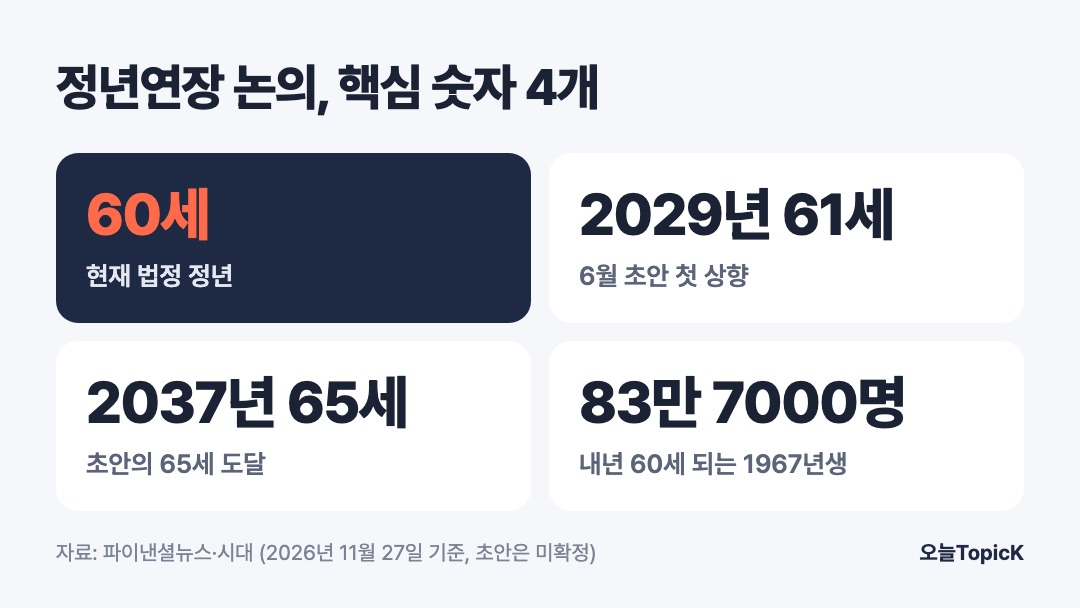 정년연장 논의, 핵심 숫자 4개
60세
현재 법정 정년
2029년 61세
6월 초안 첫 상향
2037년 65세
초안의 65세 도달
83만 7000명
내년 60세 되는 1967년생
자료: 파이낸셜뉴스·시대 (2026년 11월 27일 기준, 초안은 미확정)
오늘TopicK